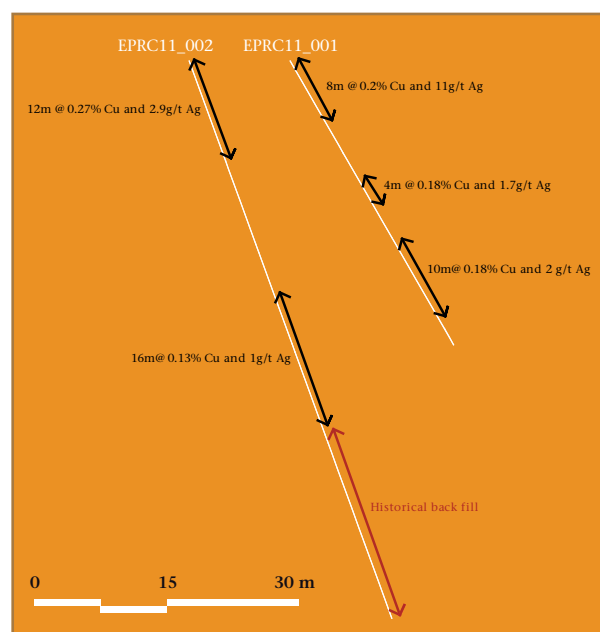 EPRC11_002 EPRC11_001
8m @ 0.2% Cu and 11g/t Ag
12m @ 0.27% Cu and 2.9g/t Ag
4m @ 0.18% Cu and 1.7g/t Ag
10m@ 0.18% Cu and 2 g/t Ag
16m@ 0.13% Cu and 1g/t Ag
Historical back fill
0 15 30 m